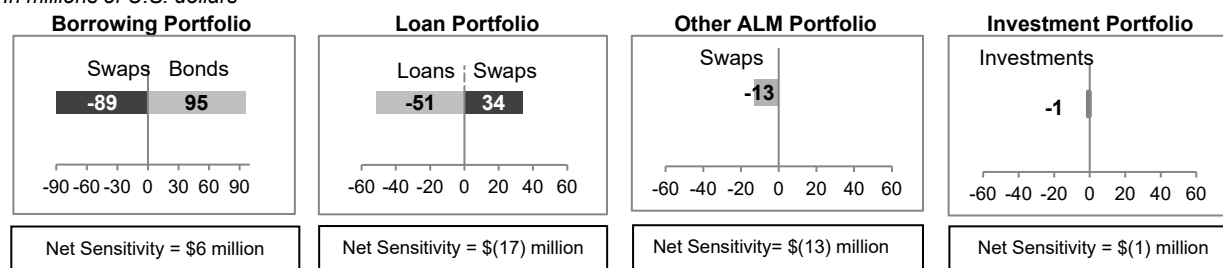 In millions of U.S. dollars
Borrowing Portfolio
Swaps Bonds
-89 95
-90 -60 -30 0 30 60 90
Net Sensitivity = $6 million
Loan Portfolio
Loans Swaps
-51 34
-60 -40 -20 0 20 40 60
Net Sensitivity = $(17) million
Other ALM Portfolio
Swaps
-13
-60 -40 -20 0 20 40 60
Net Sensitivity= $(13) million
Investment Portfolio
Investments
-1
-60 -40 -20 0 20 40 60
Net Sensitivity = $(1) million